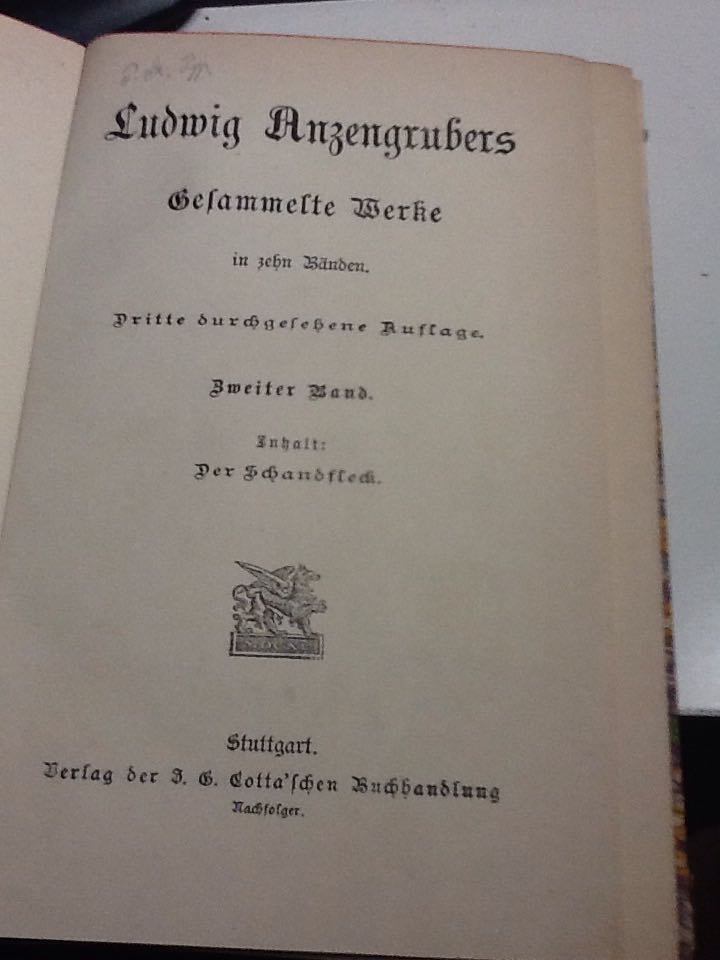 Ludwig Anzengrubers
Gesammelte Werke
in zehn Bänden.
Dritte durchgesehene Auflage.
Zweiter Band.
Inhalt:
Der Schandfleck.
Stuttgart.
Verlag der J. G. Cotta'schen Buchhandlung
Nachfolger.